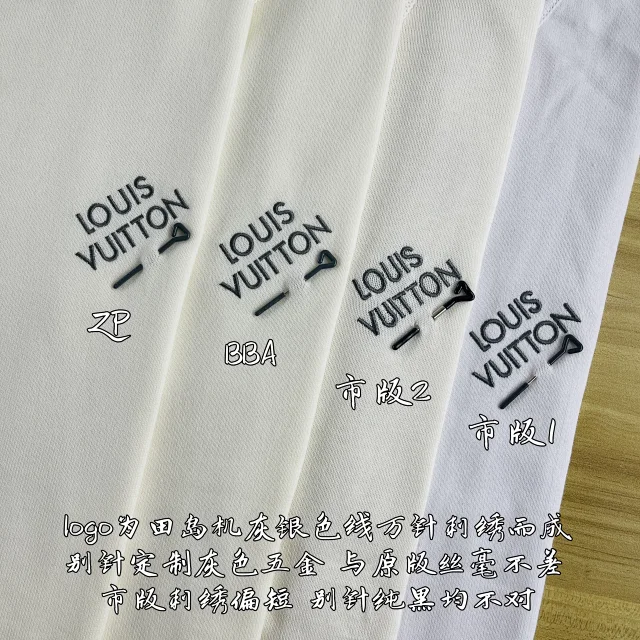 LOUIS
VUITTON
ZP
LOUIS
VUITTON
BBA
LOUIS
VUITTON
市版2
LOUIS
VUITTON
市版1
logo为田岛机灰银色线万针刺绣而成
别针定制灰色五金 与原版丝毫不差
市版刺绣偏短 别针纯黑均不对